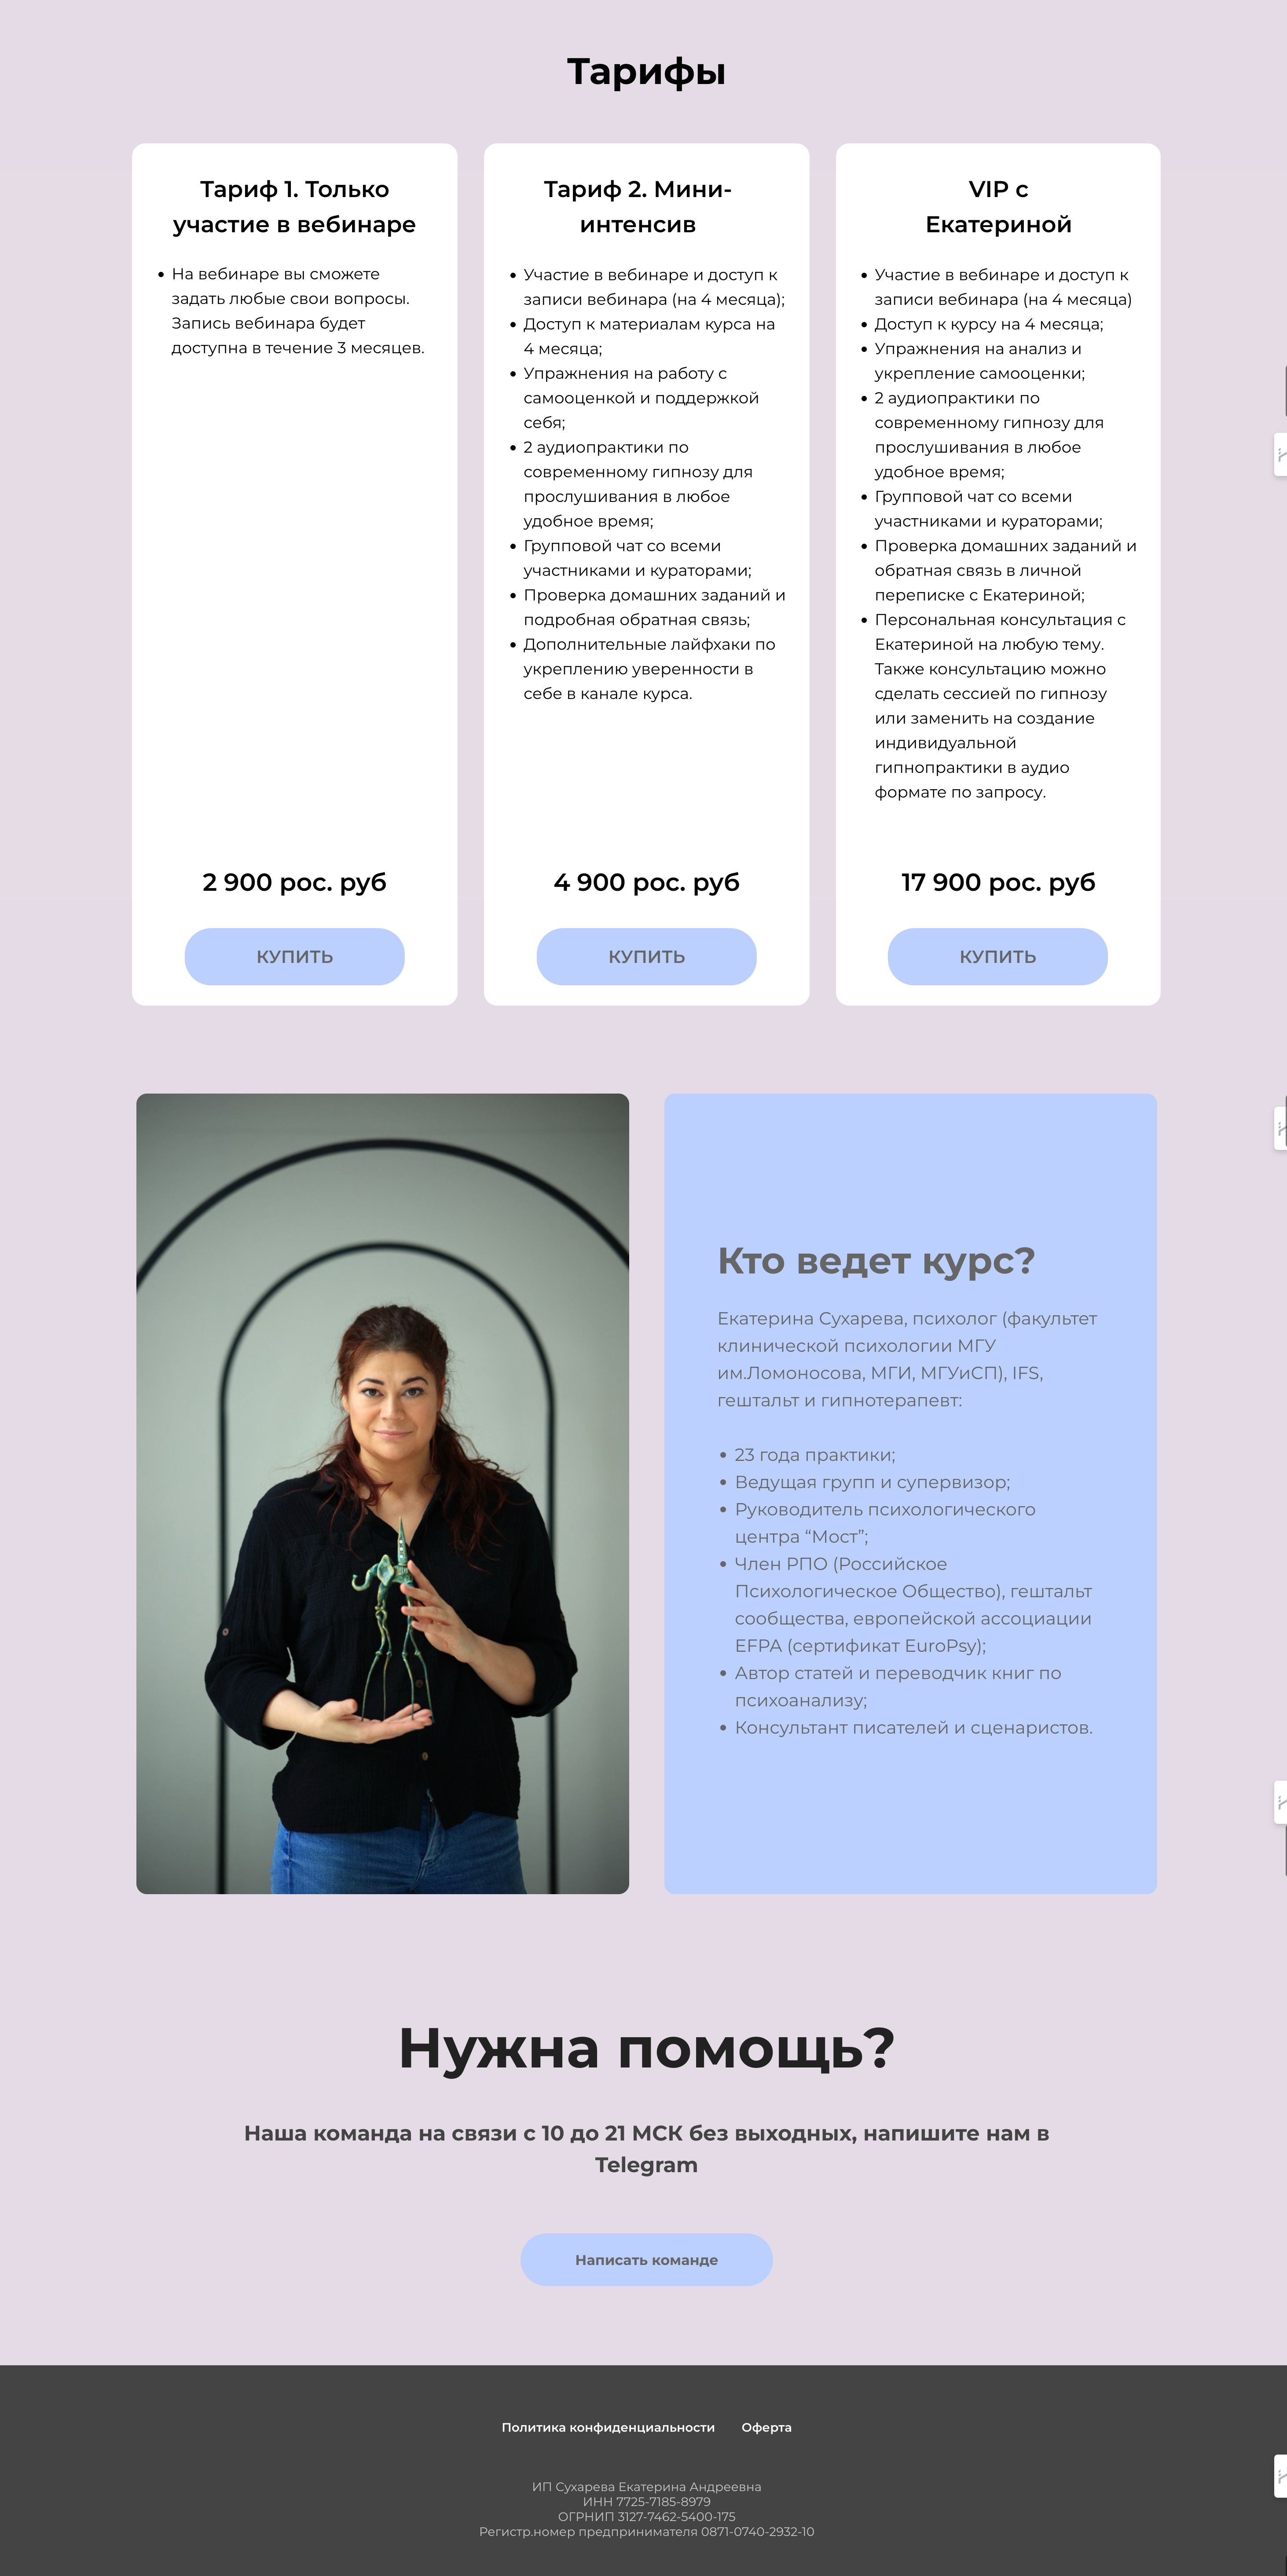 Тарифы
Тариф 1. Только
участие в вебинаре
На вебинаре вы сможете
задать любые свои вопросы.
Запись вебинара будет
доступна в течение 3 месяцев.
2 900 рос. руб
КУПИТЬ
Тариф 2. Мини-
интенсив
Участие в вебинаре и доступ к
записи вебинара (на 4 месяца);
Доступ к материалам курса на
4 месяца;
Упражнения на работу с
самооценкой и поддержкой
себя;
2 аудиопрактики по
современному гипнозу для
прослушивания в любое
удобное время;
Групповой чат со всеми
участниками и кураторами;
Проверка домашних заданий и
подробная обратная связь;
Дополнительные лайфхаки по
укреплению уверенности в
себе в канале курса.
4 900 рос. руб
КУПИТЬ
VIP с
Екатериной
Участие в вебинаре и доступ к
записи вебинара (на 4 месяца)
Доступ к курсу на 4 месяца;
Упражнения на анализ и
укрепление самооценки;
2 аудиопрактики по
современному гипнозу для
прослушивания в любое
удобное время;
Групповой чат со всеми
участниками и кураторами;
Проверка домашних заданий и
обратная связь в личной
переписке с Екатериной;
Персональная консультация с
Екатериной на любую тему.
Также консультацию можно
сделать сессией по гипнозу
или заменить на создание
индивидуальной
гипнопрактики в аудио
формате по запросу.
17 900 рос. руб
КУПИТЬ
Кто ведет курс?
Екатерина Сухарева, психолог (факультет
клинической психологии МГУ
им.Ломоносова, МГИ, МГУиСП), IFS,
гештальт и гипнотерапевт:
23 года практики;
Ведущая групп и супервизор;
Руководитель психологического
центра “Мост”;
Член РПО (Российское
Психологическое Общество), гештальт
сообщества, европейской ассоциации
EFPA (сертификат EuroPsy);
Автор статей и переводчик книг по
психоанализу;
Консультант писателей и сценаристов.
Нужна помощь?
Наша команда на связи с 10 до 21 МСК без выходных, напишите нам в
Telegram
Написать команде
Политика конфиденциальности Оферта
ИП Сухарева Екатерина Андреевна
ИНН 7725-7185-8979
ОГРНИП 3127-7462-5400-175
Регистр.номер предпринимателя 0871-0740-2932-10